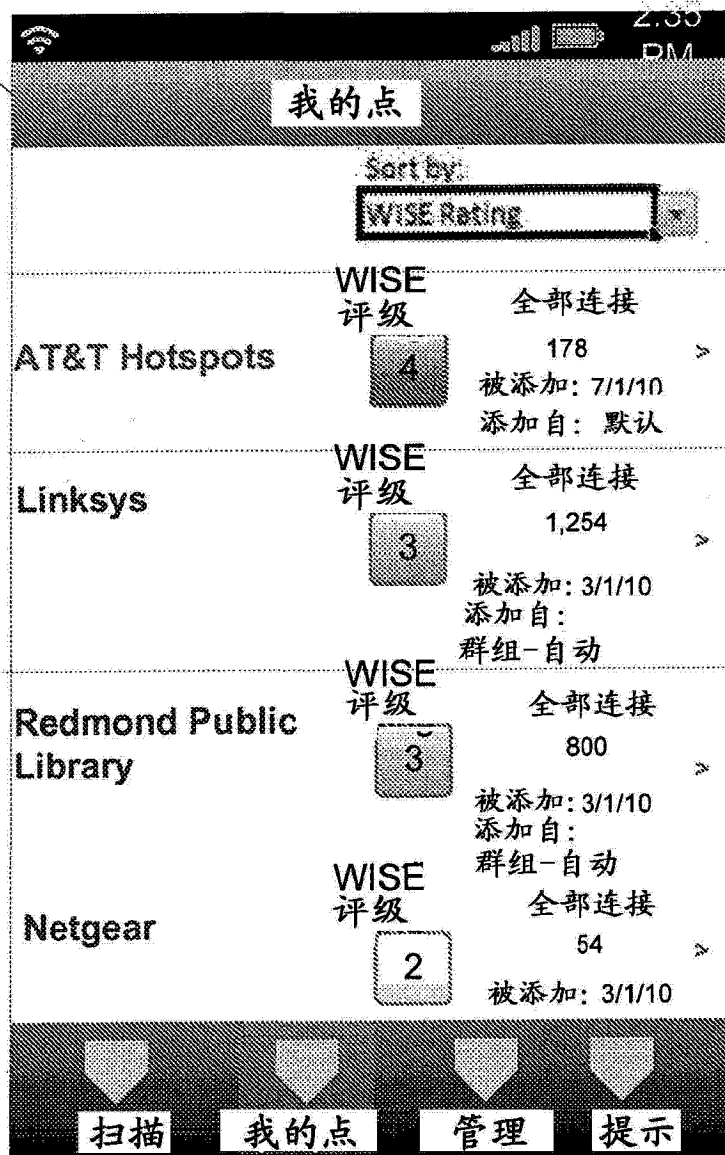 2:35
PM
我的点
Sort by:
WISE Rating
AT&T Hotspots
WISE
评级
4
全部连接
178
被添加: 7/1/10
添加自: 默认
>
Linksys
WISE
评级
3
全部连接
1,254
被添加: 3/1/10
添加自:
群组-自动
>
Redmond Public
Library
WISE
评级
3
全部连接
800
被添加: 3/1/10
添加自:
群组-自动
>
Netgear
WISE
评级
2
全部连接
54
被添加: 3/1/10
>
扫描
我的点
管理
提示